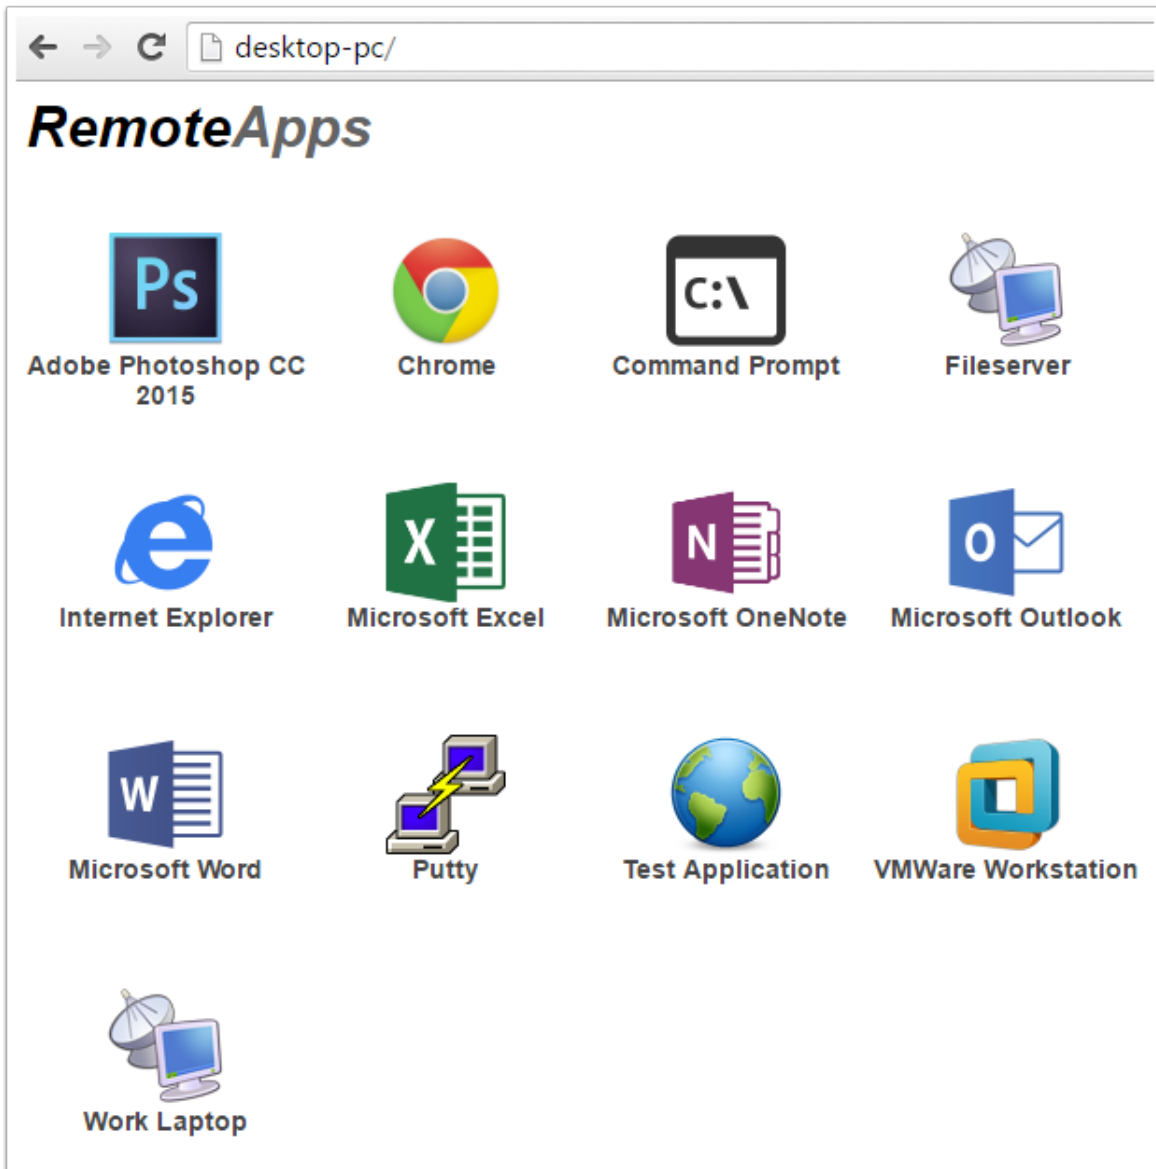 desktop-pc/
RemoteApps
Ps
C:\
Adobe Photoshop CC
2015
Chrome
Command Prompt
Fileserver
X
N
O
Internet Explorer
Microsoft Excel
Microsoft OneNote
Microsoft Outlook
W
Microsoft Word
Putty
Test Application
VMWare Workstation
Work Laptop